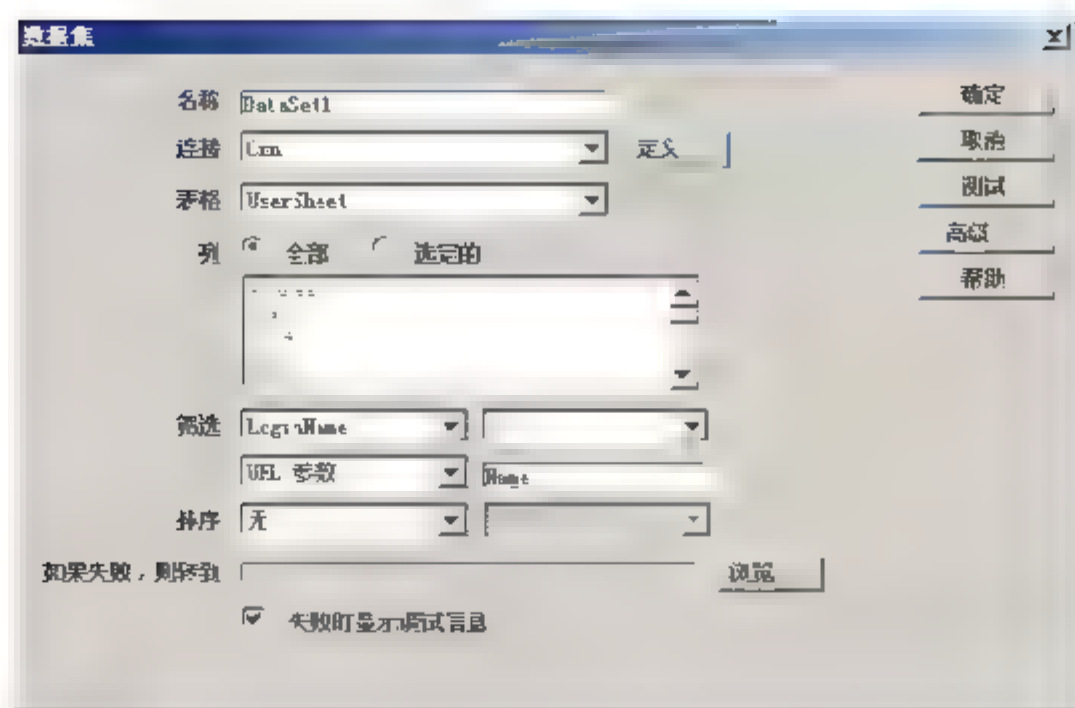 数据集
名称 DataSet1
确定
连接 Cnn 定义
取消
表格 UserSheet
测试
列 全部 选定的
高级
帮助
筛选 LoginName
URL 参数 Name
排序 无
如果失败，则转到 浏览
失败时显示调试信息